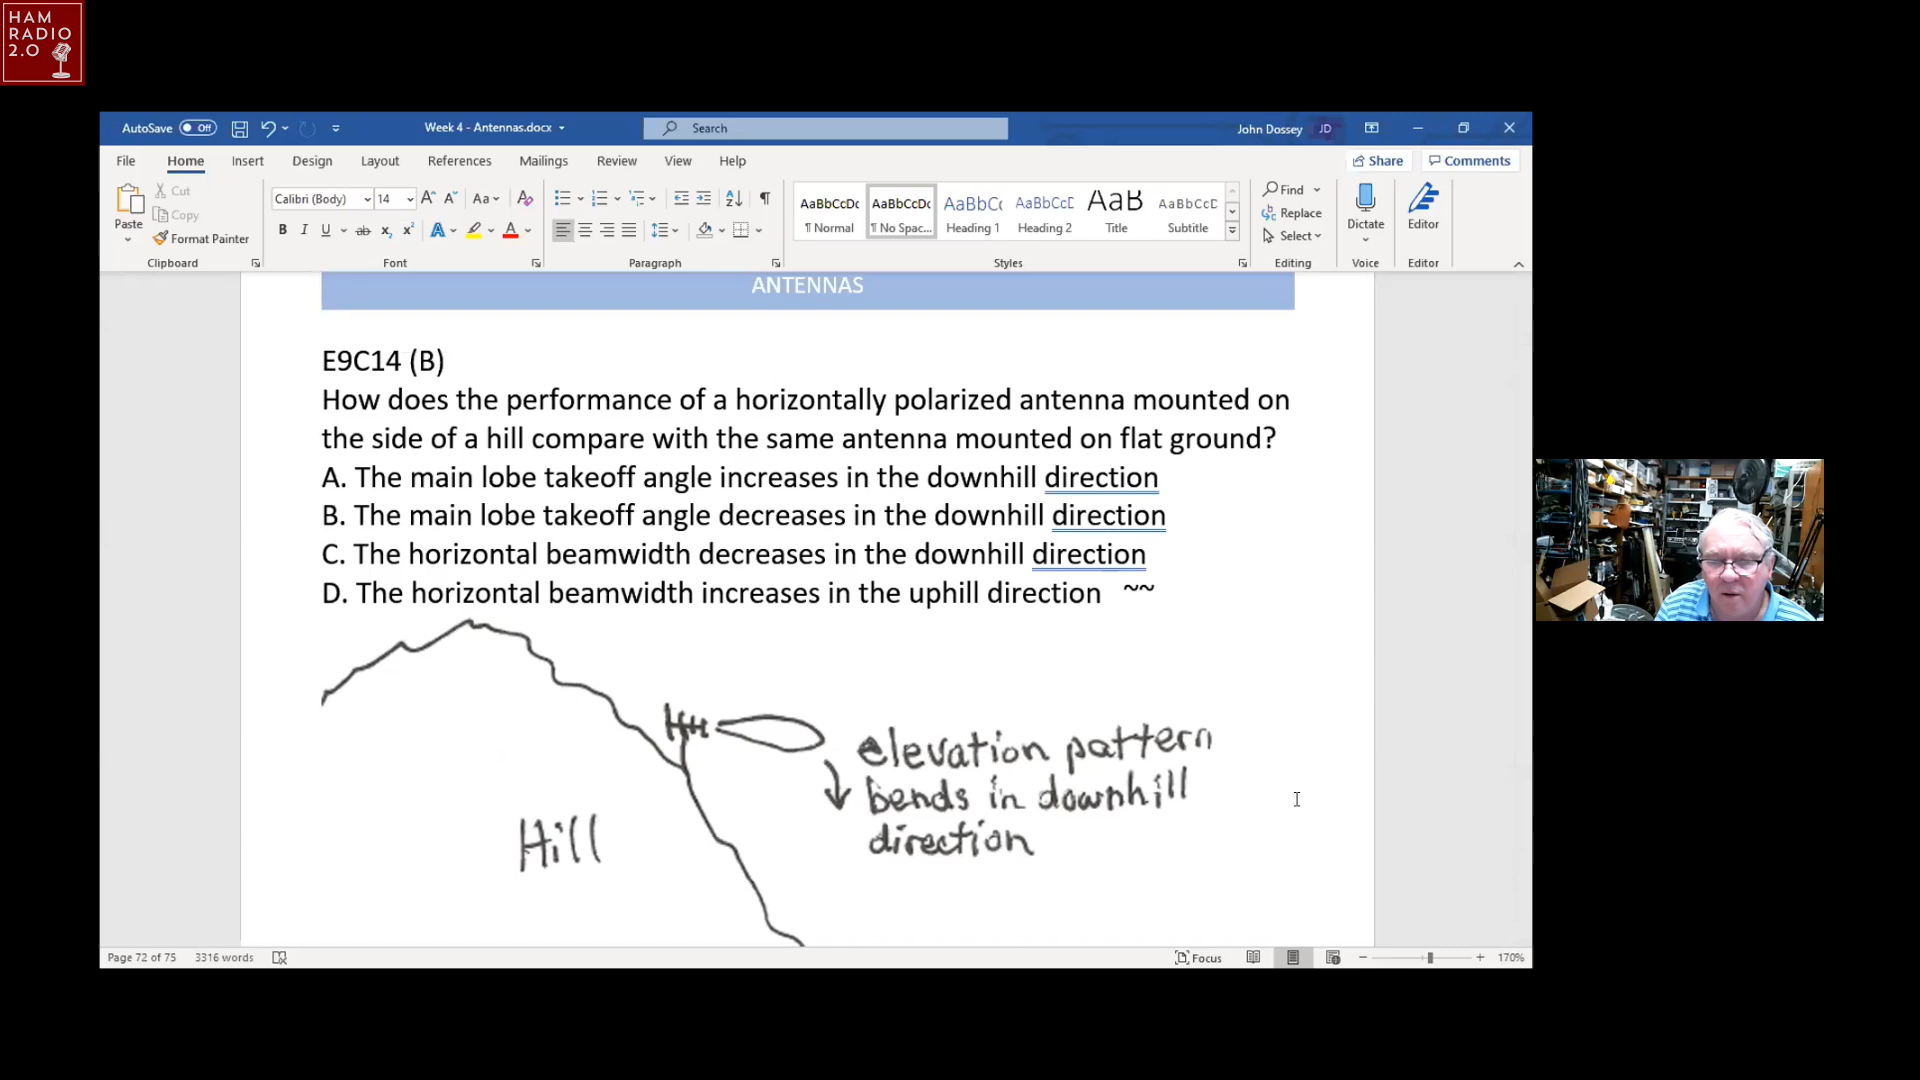 HAM
RADIO
2.0
AutoSave Off Week 4 - Antennas.docx Search John Dossey JD
File Home Insert Design Layout References Mailings Review View Help Share Comments
Paste Cut Copy Format Painter Clipboard
Calibri (Body) 14 Font
Paragraph
AaBbCcDc AaBbCcDc AaBbCc AaBbCcD AaB AaBbCcD
¶ Normal ¶ No Spac... Heading 1 Heading 2 Title Subtitle
Styles
Find Replace Select Editing
Dictate Voice
Editor Editor
ANTENNAS
E9C14 (B)
How does the performance of a horizontally polarized antenna mounted on
the side of a hill compare with the same antenna mounted on flat ground?
A. The main lobe takeoff angle increases in the downhill direction
B. The main lobe takeoff angle decreases in the downhill direction
C. The horizontal beamwidth decreases in the downhill direction
D. The horizontal beamwidth increases in the uphill direction ~~
elevation pattern
bends in downhill
direction
Hill
Page 72 of 75 3316 words Focus 170%